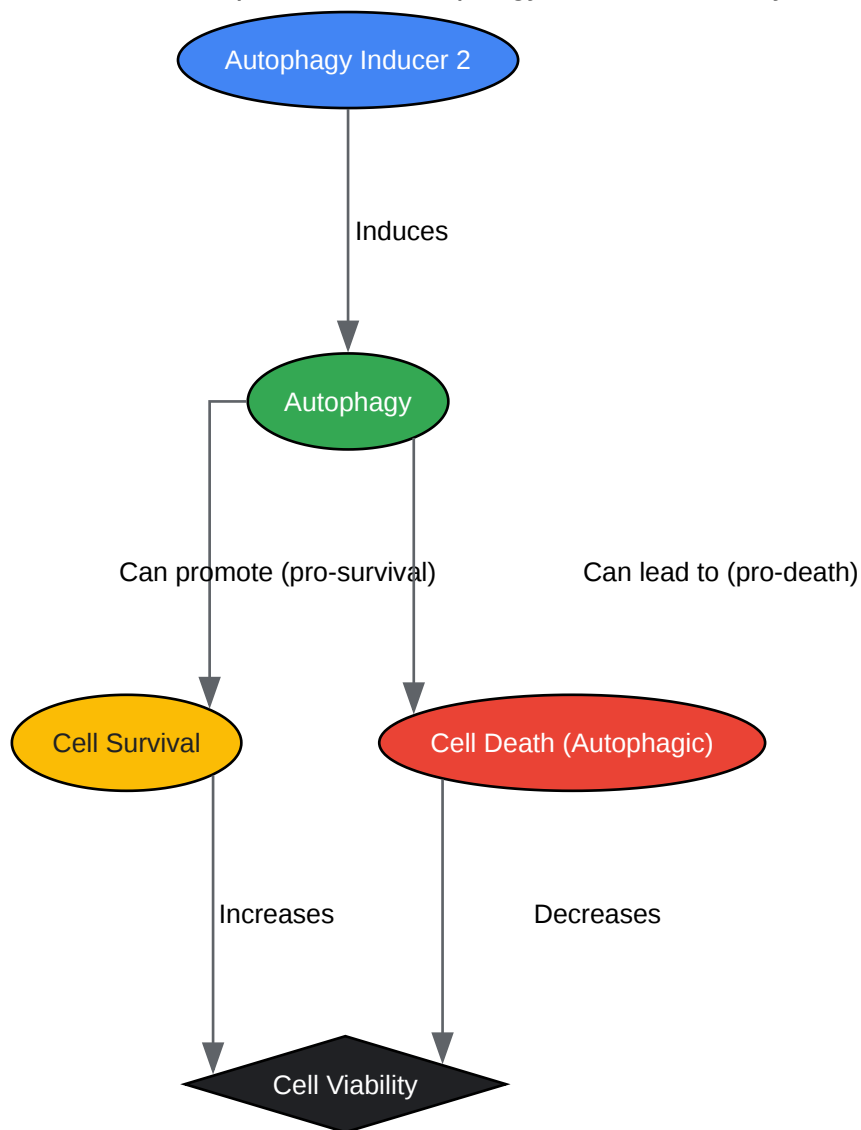 Autophagy Inducer 2
Induces
Autophagy
Can promote (pro-survival)
Can lead to (pro-death)
Cell Survival
Cell Death (Autophagic)
Increases
Decreases
Cell Viability